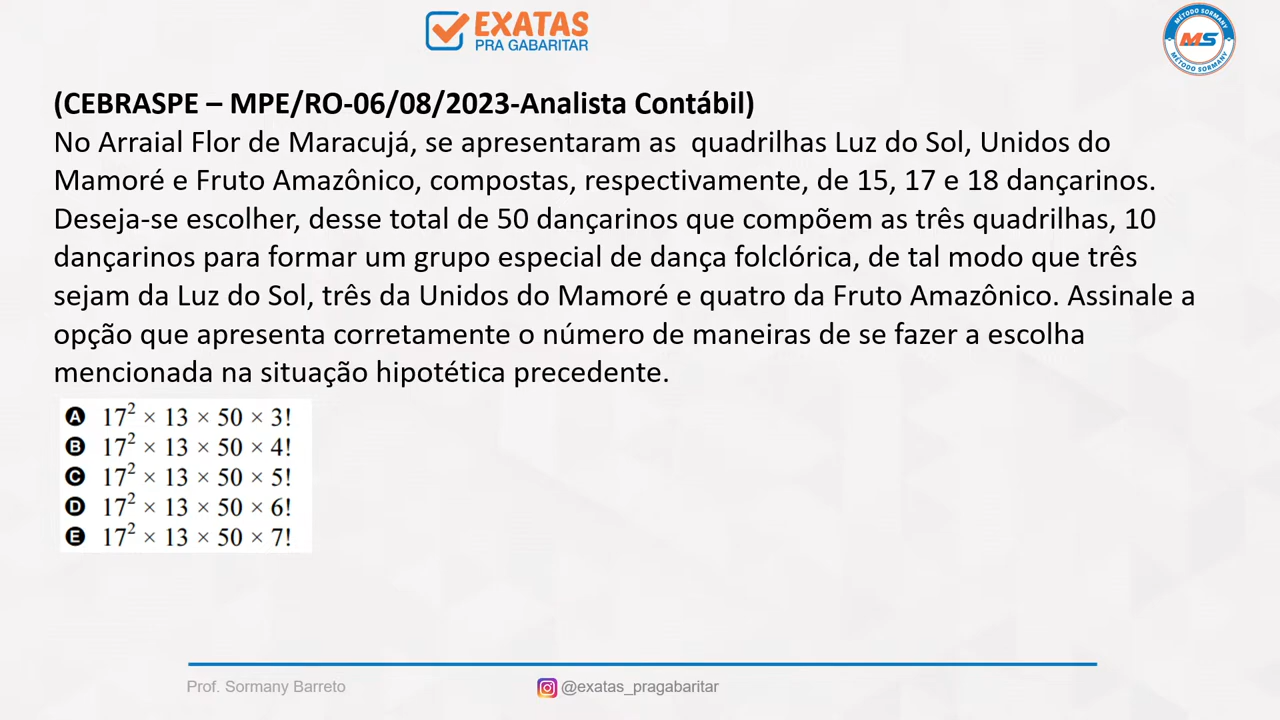 EXATAS
PRA GABARITAR
MÉTODO SORMANY
MS
MÉTODO SORMANY
(CEBRASPE – MPE/RO-06/08/2023-Analista Contábil)
No Arraial Flor de Maracujá, se apresentaram as quadrilhas Luz do Sol, Unidos do
Mamoré e Fruto Amazônico, compostas, respectivamente, de 15, 17 e 18 dançarinos.
Deseja-se escolher, desse total de 50 dançarinos que compõem as três quadrilhas, 10
dançarinos para formar um grupo especial de dança folclórica, de tal modo que três
sejam da Luz do Sol, três da Unidos do Mamoré e quatro da Fruto Amazônico. Assinale a
opção que apresenta corretamente o número de maneiras de se fazer a escolha
mencionada na situação hipotética precedente.
A 17² × 13 × 50 × 3!
B 17² × 13 × 50 × 4!
C 17² × 13 × 50 × 5!
D 17² × 13 × 50 × 6!
E 17² × 13 × 50 × 7!
Prof. Sormany Barreto
@exatas_pragabaritar